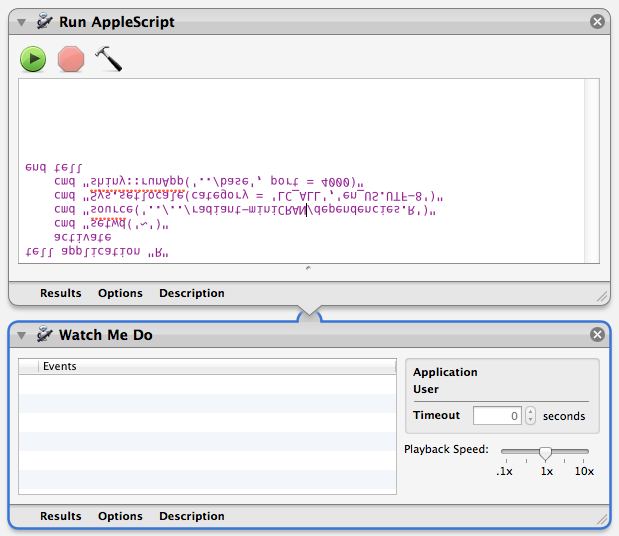 Run AppleScript
tell application "R"
activate
cmd "setwd('~')"
cmd "source('../../radiant-miniCRAN/dependencies.R')"
cmd "Sys.setlocale(category = 'LC_ALL','en_US.UTF-8')"
cmd "shiny::runApp('../base', port = 4000)"
end tell
Results Options Description
Watch Me Do
Events
Application
User
Timeout 0 seconds
Playback Speed:
.1x 1x 10x
Results Options Description